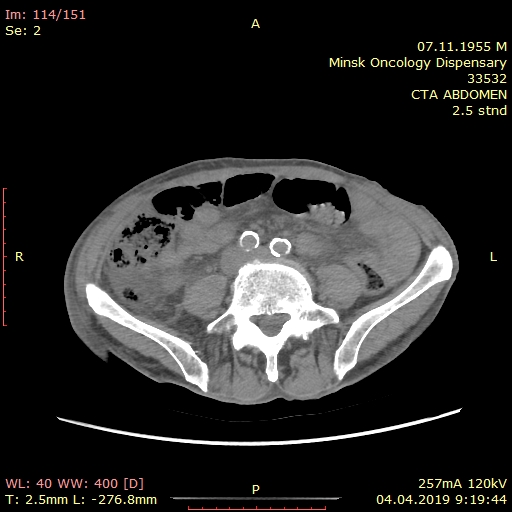 Im: 114/151
Se: 2
A
07.11.1955 M
Minsk Oncology Dispensary
33532
CTA ABDOMEN
2.5 stnd
R
L
WL: 40 WW: 400 [D]
T: 2.5mm L: -276.8mm
P
257mA 120kV
04.04.2019 9:19:44